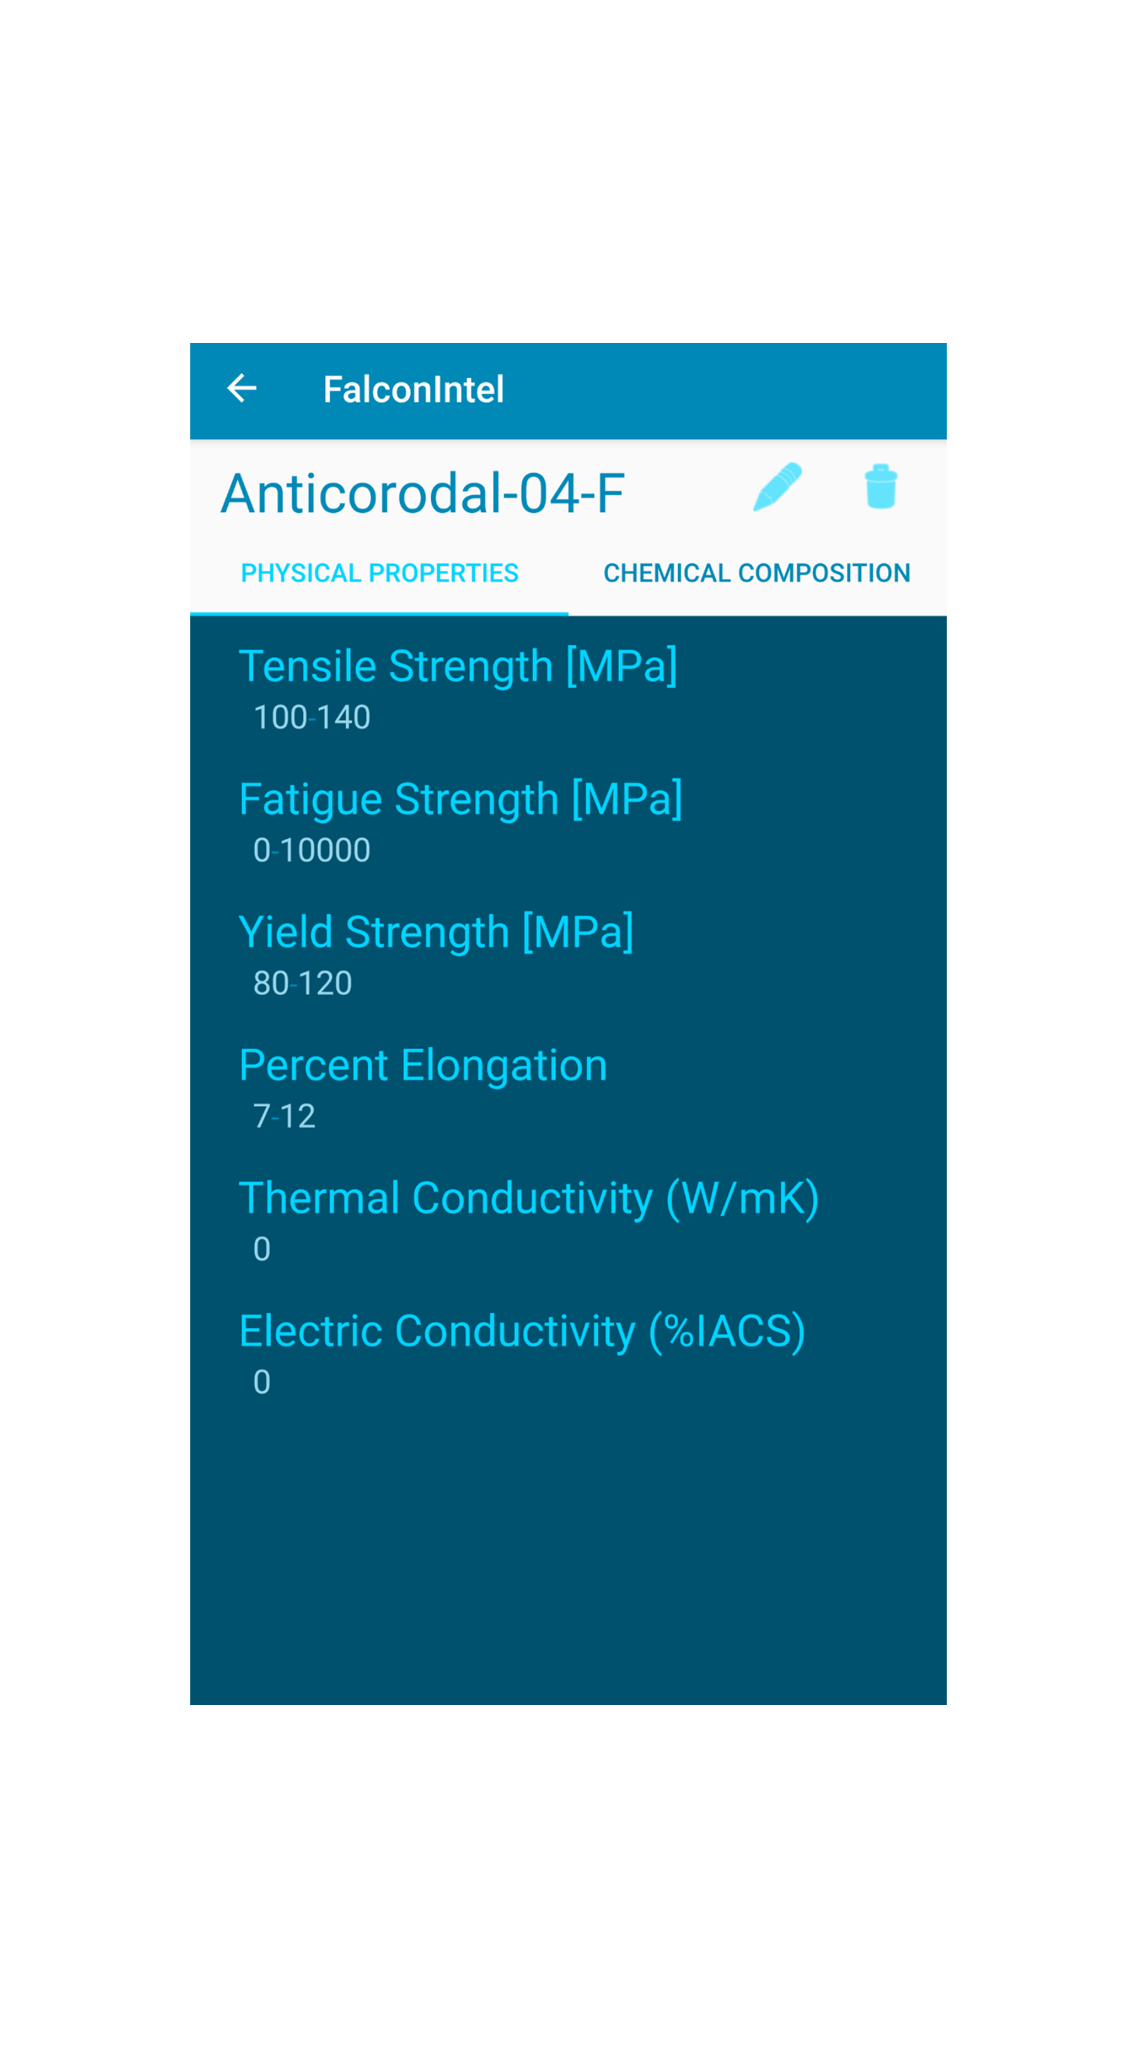 FalconIntel
Anticorodal-04-F
PHYSICAL PROPERTIES CHEMICAL COMPOSITION
Tensile Strength [MPa]
100-140
Fatigue Strength [MPa]
0-10000
Yield Strength [MPa]
80-120
Percent Elongation
7-12
Thermal Conductivity (W/mK)
0
Electric Conductivity (%IACS)
0